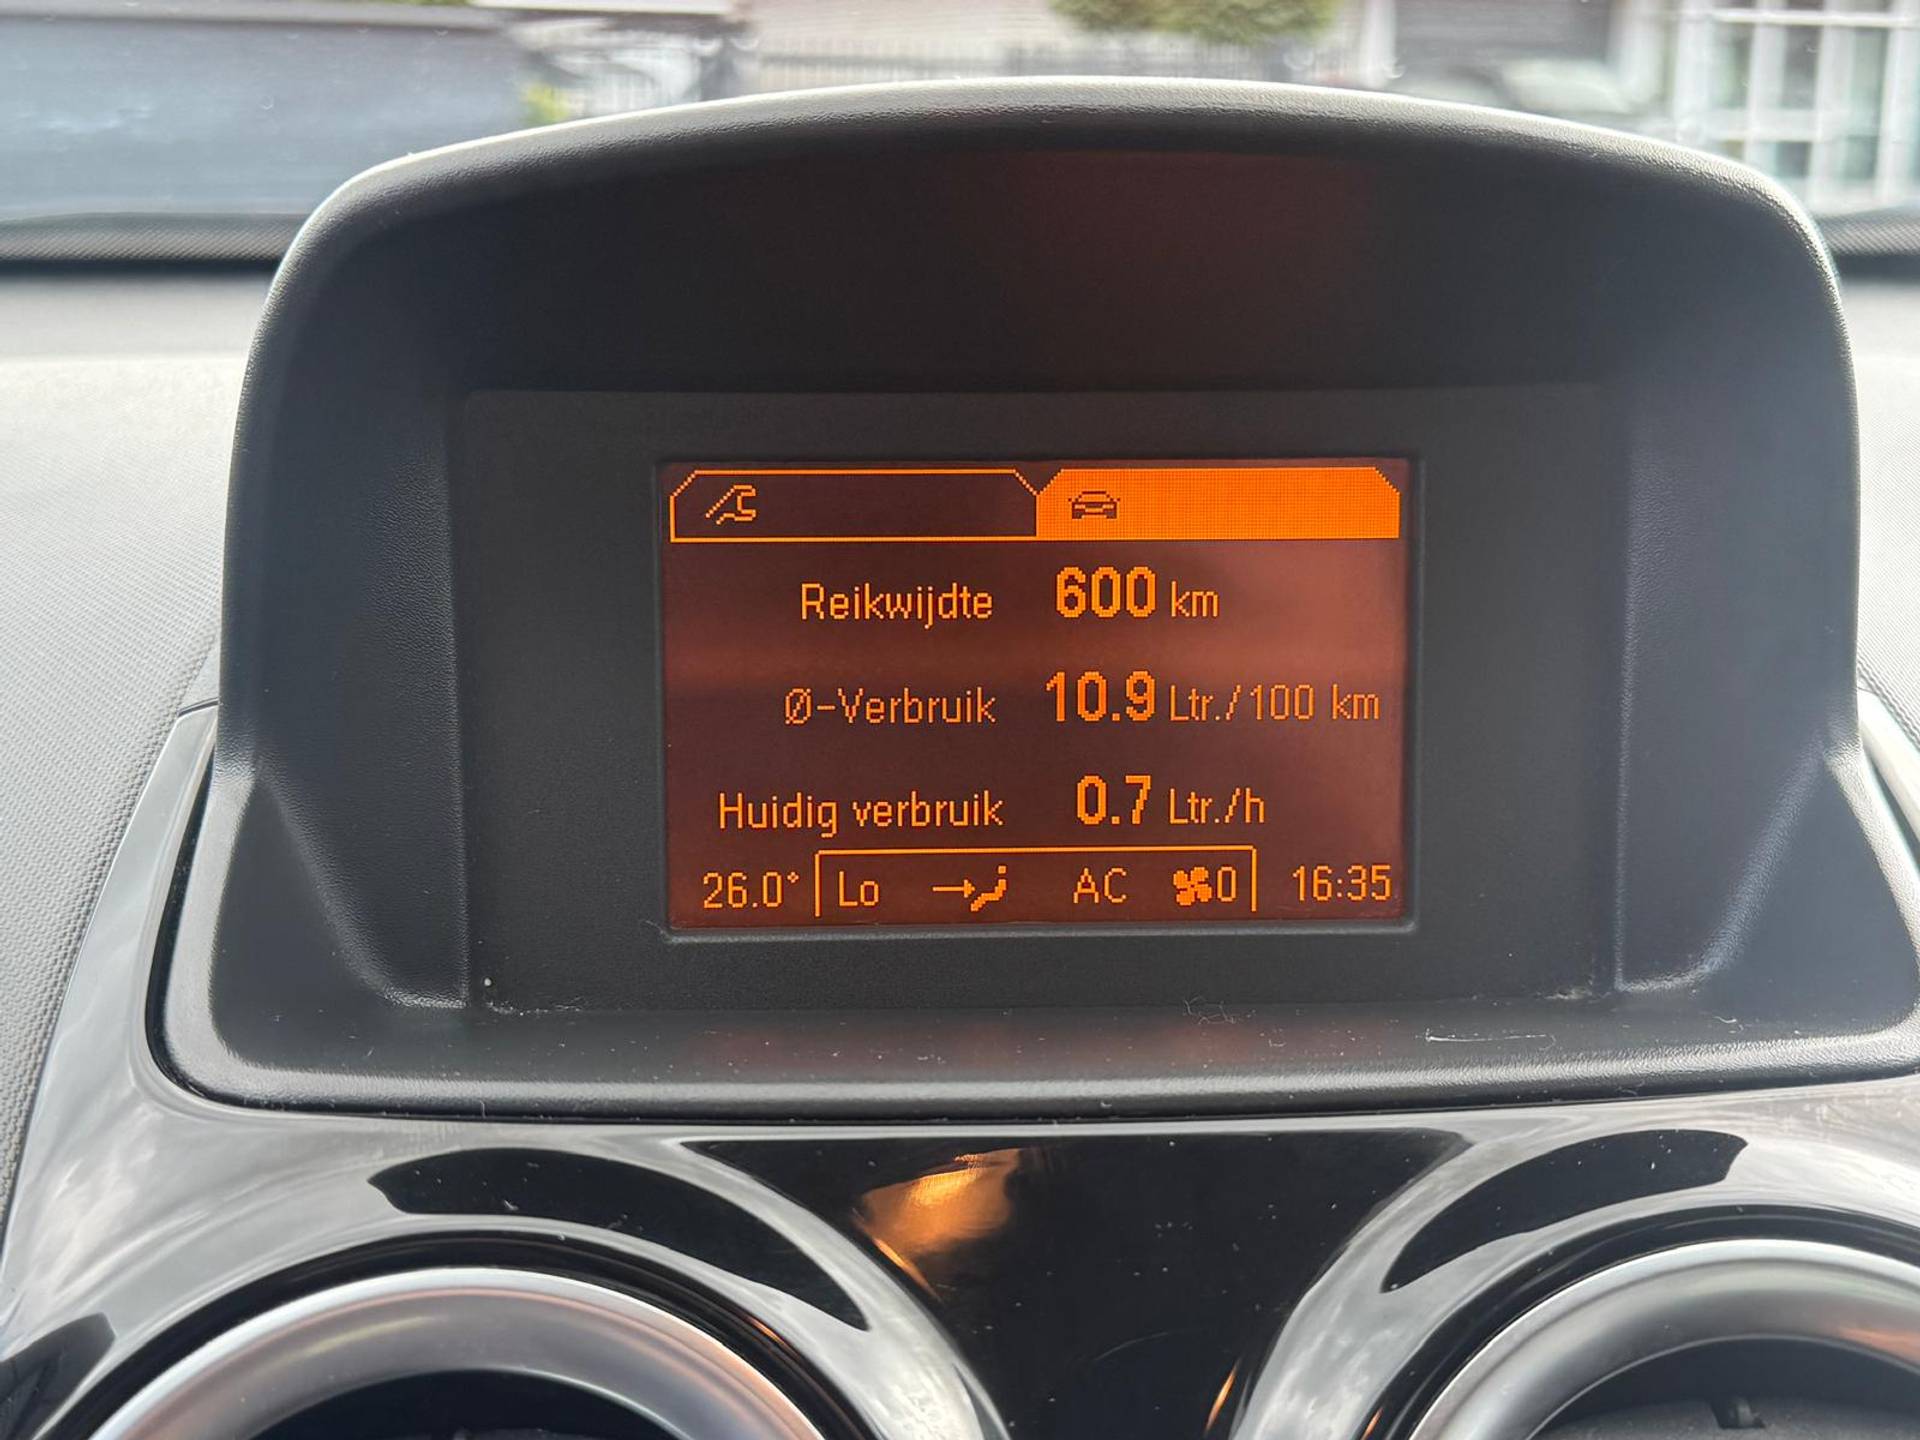 Reikwijdte 600 km
Ø-Verbruik 10.9 Ltr./100 km
Huidig verbruik 0.7 Ltr./h
26.0° Lo AC 0 16:35